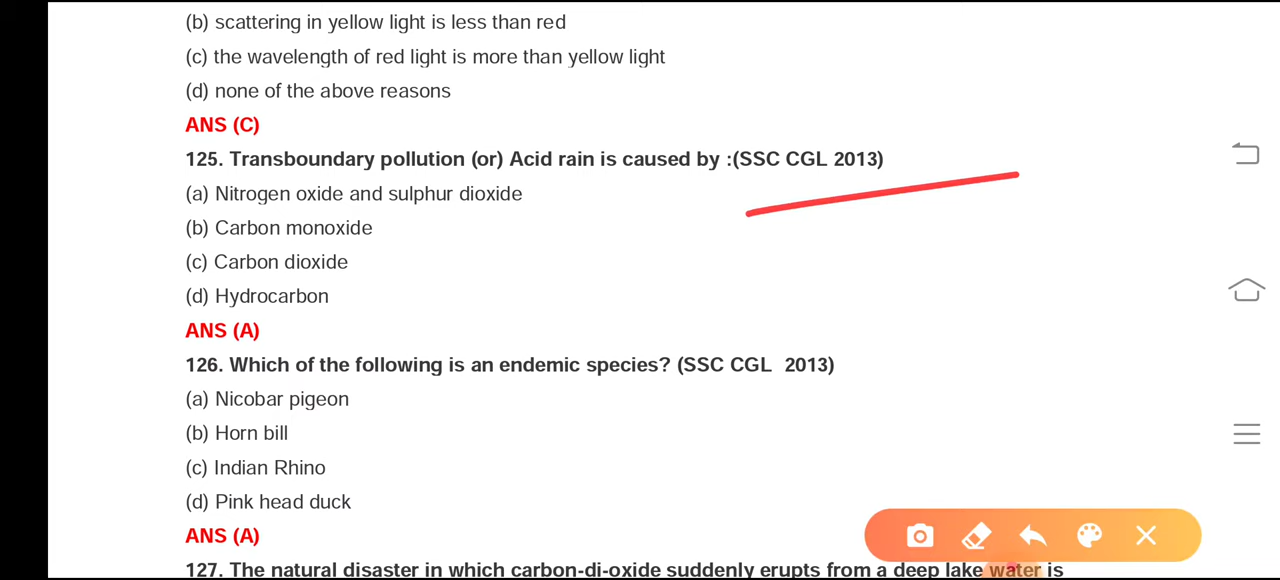 (b) scattering in yellow light is less than red
(c) the wavelength of red light is more than yellow light
(d) none of the above reasons
ANS (C)
125. Transboundary pollution (or) Acid rain is caused by :(SSC CGL 2013)
(a) Nitrogen oxide and sulphur dioxide
(b) Carbon monoxide
(c) Carbon dioxide
(d) Hydrocarbon
ANS (A)
126. Which of the following is an endemic species? (SSC CGL  2013)
(a) Nicobar pigeon
(b) Horn bill
(c) Indian Rhino
(d) Pink head duck
ANS (A)
127. The natural disaster in which carbon-di-oxide suddenly erupts from a deep lake water is